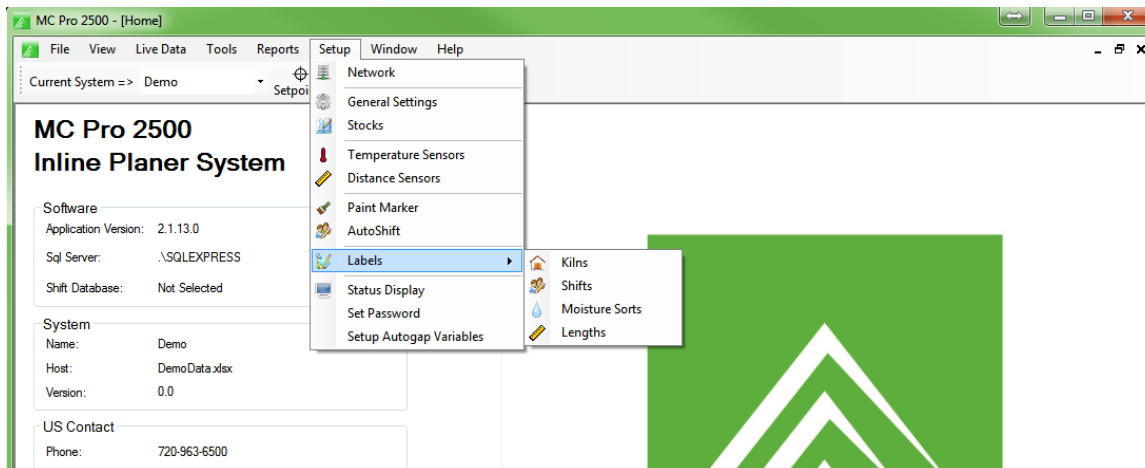 MC Pro 2500 - [Home]
File View Live Data Tools Reports Setup Window Help
Current System => Demo
Setpoi
Network
General Settings
Stocks
Temperature Sensors
Distance Sensors
Paint Marker
AutoShift
Labels
Status Display
Set Password
Setup Autogap Variables
Kilns
Shifts
Moisture Sorts
Lengths
MC Pro 2500
Inline Planer System
Software
Application Version: 2.1.13.0
Sql Server: .\SQLEXPRESS
Shift Database: Not Selected
System
Name: Demo
Host: DemoData.xlsx
Version: 0.0
US Contact
Phone: 720-963-6500